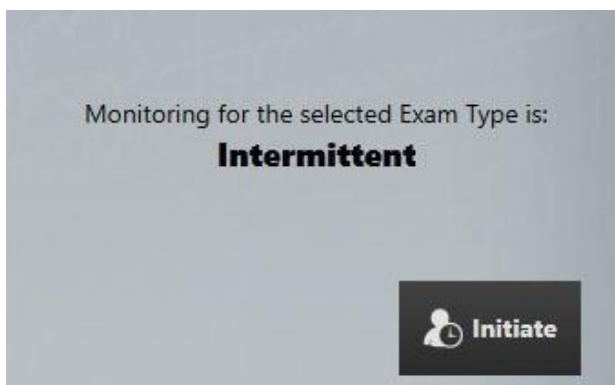 Monitoring for the selected Exam Type is:
Intermittent
Initiate